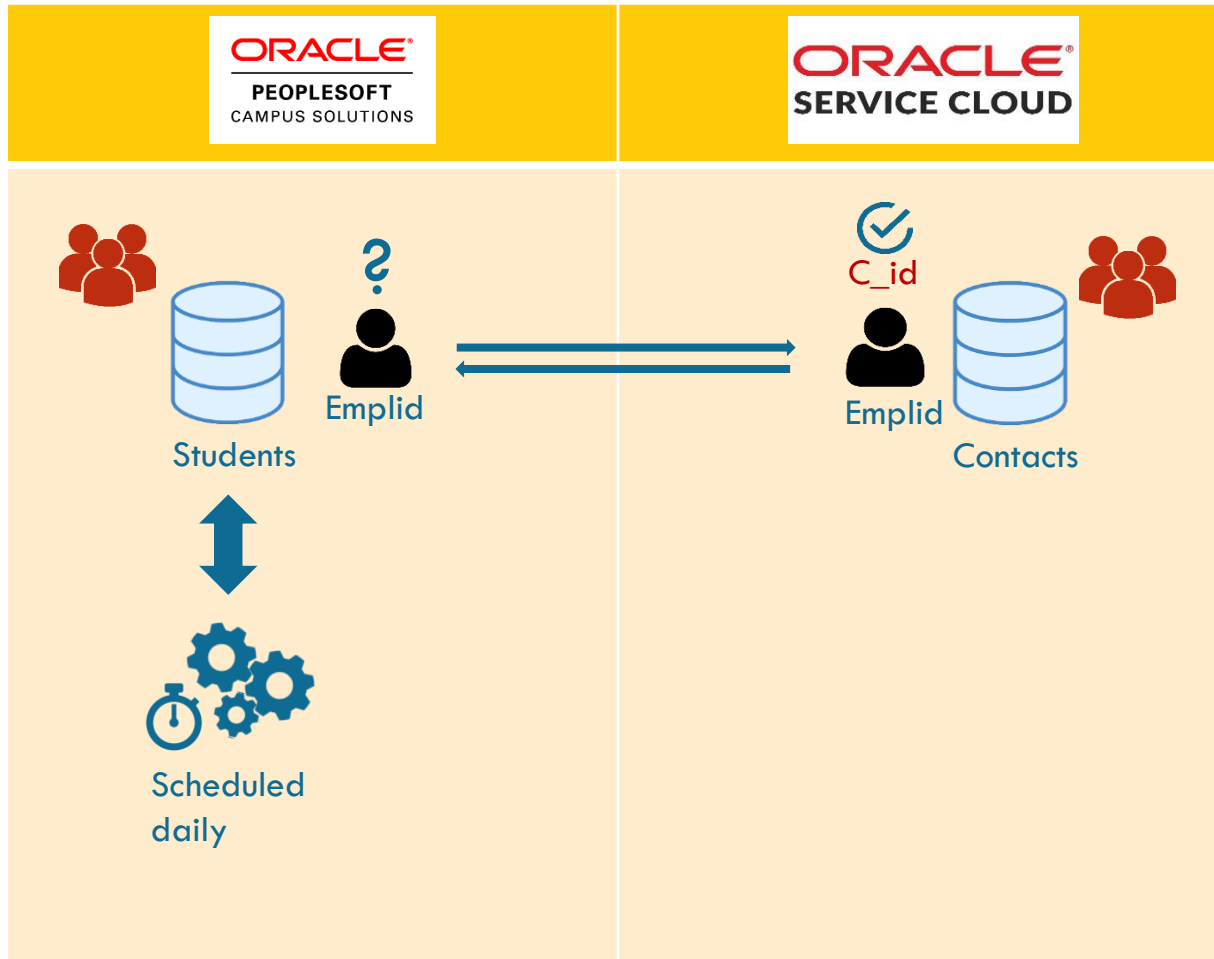 ORACLE®
PEOPLESOFT
CAMPUS SOLUTIONS
ORACLE®
SERVICE CLOUD
?
C_id
Emplid
Emplid
Students
Contacts
Scheduled
daily